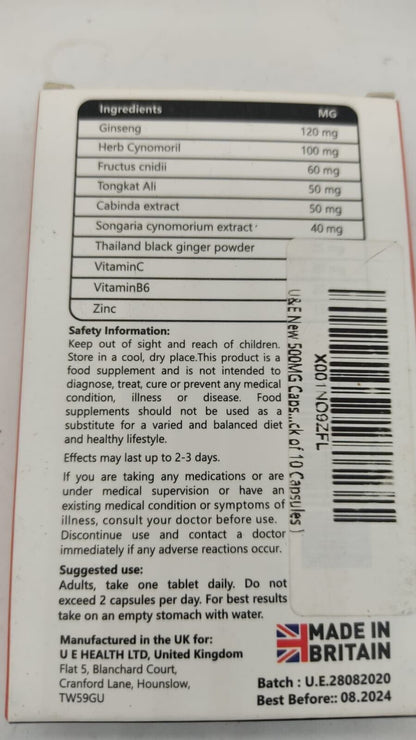 Ingredients MG
Ginseng 120 mg
Herb Cynomoril 100 mg
Fructus cnidii 60 mg
Tongkat Ali 50 mg
Cabinda extract 50 mg
Songaria cynomorium extract 40 mg
Thailand black ginger powder
VitaminC
VitaminB6
Zinc
Safety Information:
Keep out of sight and reach of children.
Store in a cool, dry place.This product is a
food supplement and is not intended to
diagnose, treat, cure or prevent any medical
condition, illness or disease. Food
supplements should not be used as a
substitute for a varied and balanced diet
and healthy lifestyle.
Effects may last up to 2-3 days.
If you are taking any medications or are
under medical supervision or have an
existing medical condition or symptoms of
illness, consult your doctor before use.
Discontinue use and contact a doctor
immediately if any adverse reactions occur.
Suggested use:
Adults, take one tablet daily. Do not
exceed 2 capsules per day. For best results
take on an empty stomach with water.
Manufactured in the UK for:
U E HEALTH LTD, United Kingdom
Flat 5, Blanchard Court,
Cranford Lane, Hounslow,
TW59GU
X001NO9ZFL
U&E New 500MG Caps...ck of 10 Capsules )
MADE IN
BRITAIN
Batch : U.E.28082020
Best Before:: 08.2024